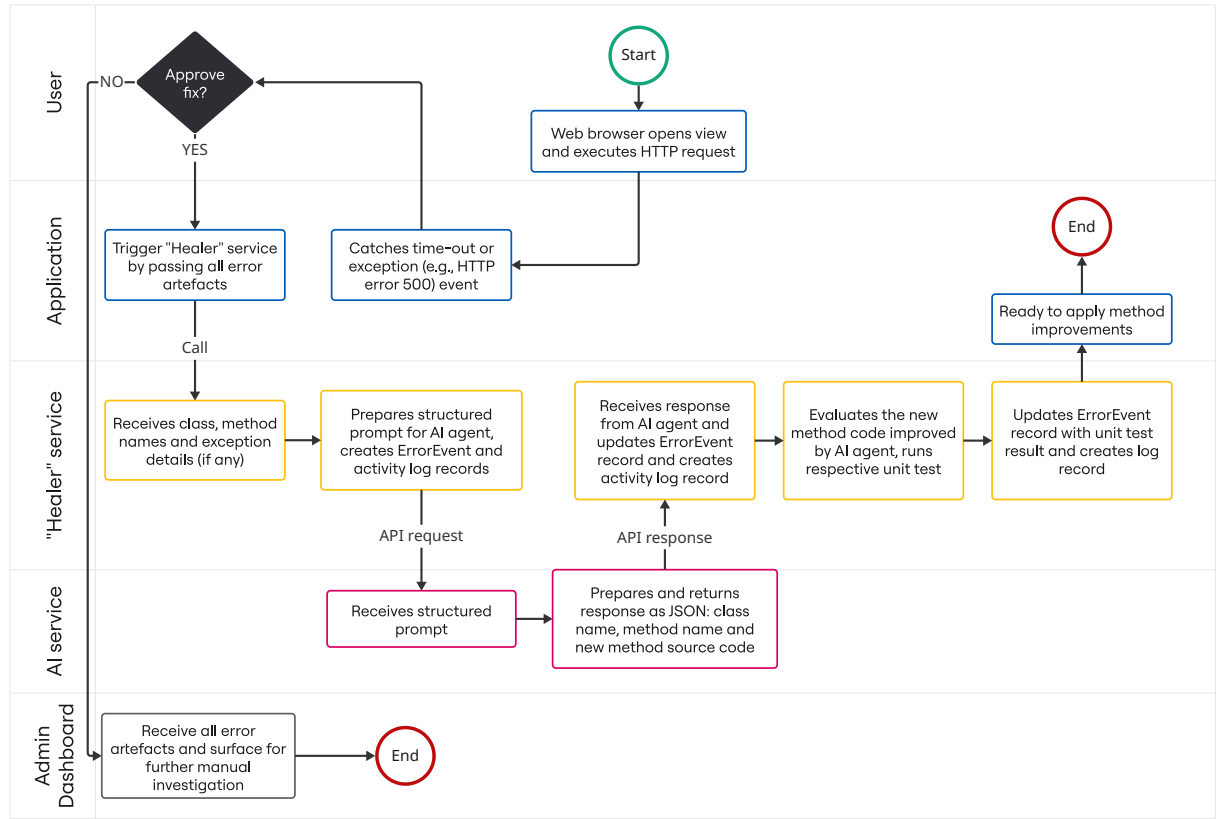 User
Approve
fix?
NO
YES
Start
Web browser opens view
and executes HTTP request
Application
Trigger "Healer" service
by passing all error
artefacts
Catches time-out or
exception (e.g., HTTP
error 500) event
End
Ready to apply method
improvements
Call
"Healer" service
Receives class, method
names and exception
details (if any)
Prepares structured
prompt for AI agent,
creates ErrorEvent and
activity log records
Receives response
from AI agent and
updates ErrorEvent
record and creates
activity log record
Evaluates the new
method code improved
by AI agent, runs
respective unit test
Updates ErrorEvent
record with unit test
result and creates log
record
API request
API response
AI service
Receives structured
prompt
Prepares and returns
response as JSON: class
name, method name and
new method source code
Admin
Dashboard
Receive all error
artefacts and surface for
further manual
investigation
End